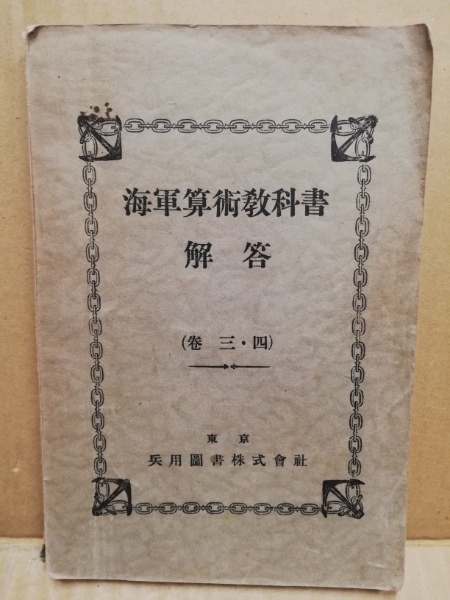 海軍算術教科書
解答
(卷三・四)
東京
兵用圖書株式會社